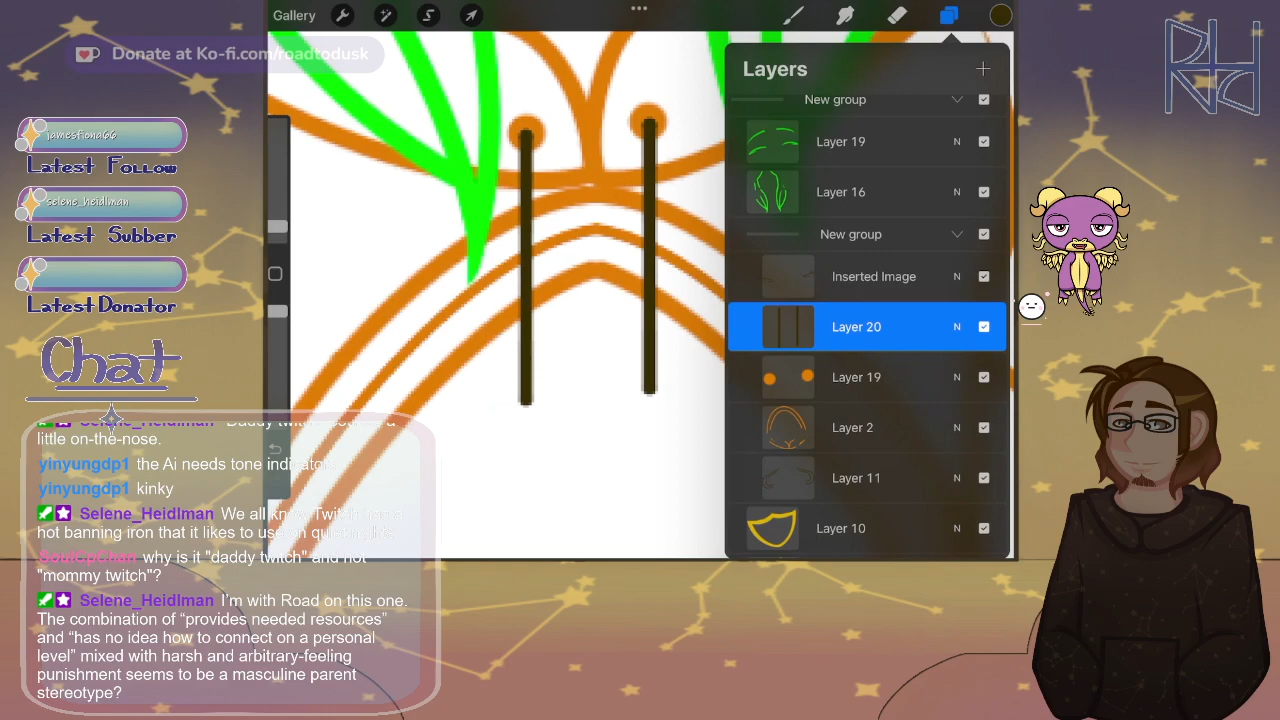 Gallery
Donate at Ko-fi.com/roadtodusk
jamesfiona66
Latest Follow
selene_heidlman
Latest Subber
Latest Donator
Chat
Selene_Heidlman "Daddy
little on-the-nose.
yinyungdp1 the Ai needs tone
yinyungdp1 kinky
Selene_Heidlman We all know Twitch
hot banning iron that it likes to use on
why is it "daddy twitch" and not
"mommy twitch"?
Selene_Heidlman I'm with Road on this one.
The combination of "provides needed resources"
and "has no idea how to connect on a personal
level" mixed with harsh and arbitrary-feeling
punishment seems to be a masculine parent
stereotype?
Layers
New group
Layer 19 N
Layer 16 N
New group
Inserted Image N
Layer 20 N
Layer 19 N
Layer 2 N
Layer 11 N
Layer 10 N